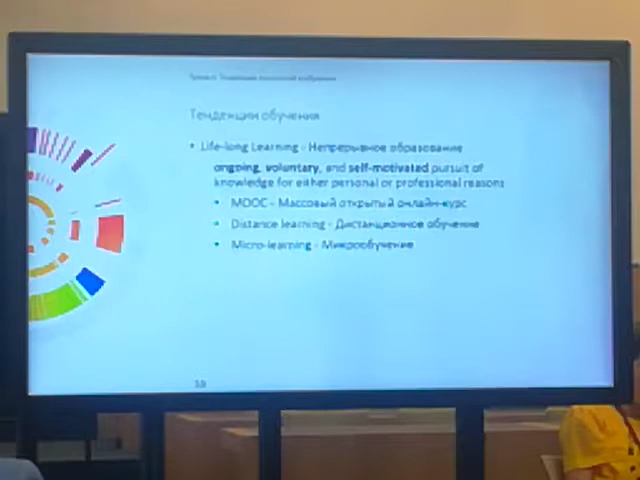 Тенденции обучения
• Life-long Learning - Непрерывное образование
ongoing, voluntary, and self-motivated pursuit of
knowledge for either personal or professional reasons
• MOOC - Массовый открытый онлайн-курс
• Distance learning - Дистанционное обучение
• Micro-learning - Микрообучение